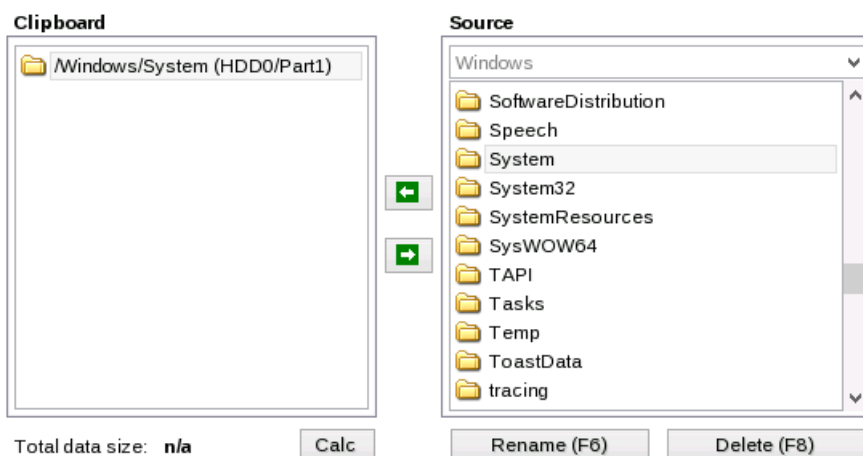 Clipboard
/Windows/System (HDD0/Part1)
Total data size: n/a
Calc
Source
Windows
SoftwareDistribution
Speech
System
System32
SystemResources
SysWOW64
TAPI
Tasks
Temp
ToastData
tracing
Rename (F6)
Delete (F8)